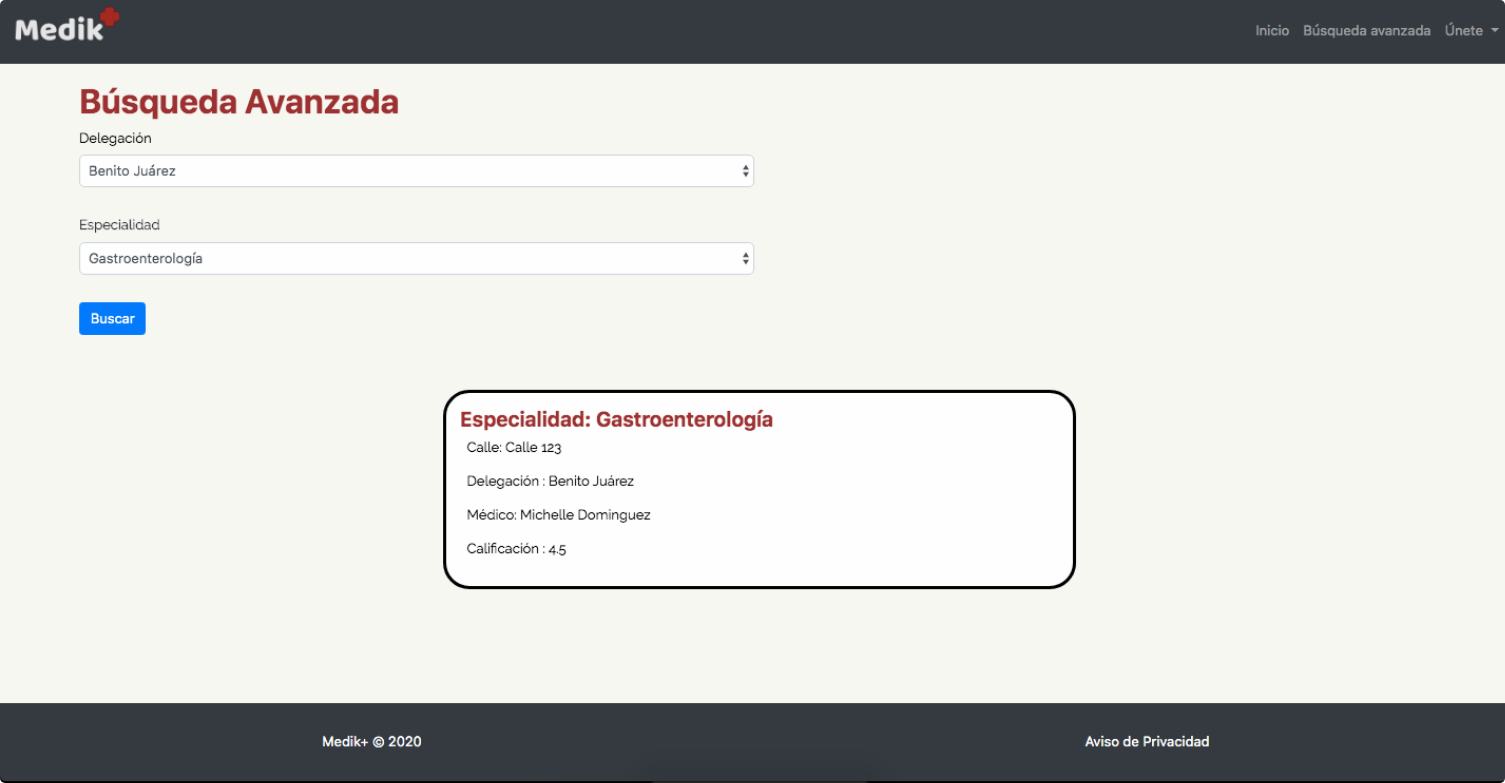 Medik+
Inicio Búsqueda avanzada Únete
Búsqueda Avanzada
Delegación
Benito Juárez
Especialidad
Gastroenterología
Buscar
Especialidad: Gastroenterología
Calle: Calle 123
Delegación : Benito Juárez
Médico: Michelle Dominguez
Calificación : 4.5
Medik+ © 2020 Aviso de Privacidad